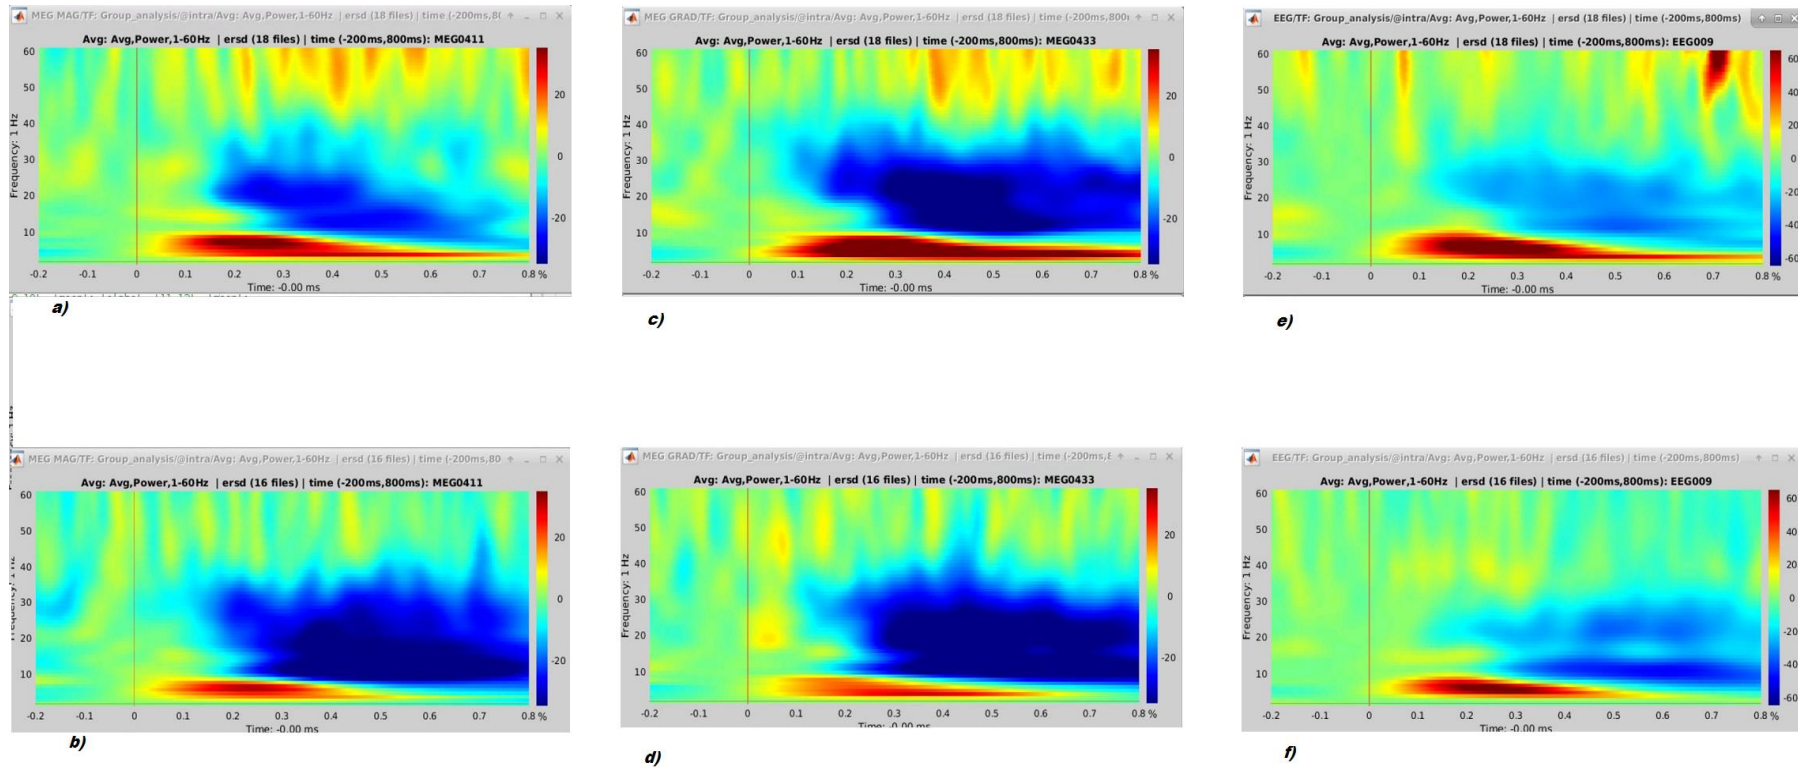 MEG MAG/TF: Group_analysis/@intra/Avg: Avg,Power,1-60Hz | ersd (18 files) | time (-200ms,80
Avg: Avg,Power,1-60Hz | ersd (18 files) | time (-200ms,800ms): MEG0411
Frequency: 1 Hz
60
50
40
30
20
10
-0.2 -0.1 0 0.1 0.2 0.3 0.4 0.5 0.6 0.7 0.8
Time: -0.00 ms
20
0
-20
%
a)
MEG GRAD/TF: Group_analysis/@intra/Avg: Avg,Power,1-60Hz | ersd (18 files) | time (-200ms,800
Avg: Avg,Power,1-60Hz | ersd (18 files) | time (-200ms,800ms): MEG0433
Frequency: 1 Hz
60
50
40
30
20
10
-0.2 -0.1 0 0.1 0.2 0.3 0.4 0.5 0.6 0.7 0.8
Time: -0.00 ms
20
0
-20
%
c)
EEG/TF: Group_analysis/@intra/Avg: Avg,Power,1-60Hz | ersd (18 files) | time (-200ms,800ms)
Avg: Avg,Power,1-60Hz | ersd (18 files) | time (-200ms,800ms): EEG009
Frequency: 1 Hz
60
50
40
30
20
10
-0.2 -0.1 0 0.1 0.2 0.3 0.4 0.5 0.6 0.7 0.8
Time: -0.00 ms
60
40
20
0
-20
-40
-60
%
e)
MEG MAG/TF: Group_analysis/@intra/Avg: Avg,Power,1-60Hz | ersd (16 files) | time (-200ms,80
Avg: Avg,Power,1-60Hz | ersd (16 files) | time (-200ms,800ms): MEG0411
Frequency: 1 Hz
60
50
40
30
20
10
-0.2 -0.1 0 0.1 0.2 0.3 0.4 0.5 0.6 0.7 0.8
Time: -0.00 ms
20
0
-20
%
b)
MEG GRAD/TF: Group_analysis/@intra/Avg: Avg,Power,1-60Hz | ersd (16 files) | time (-200ms,
Avg: Avg,Power,1-60Hz | ersd (16 files) | time (-200ms,800ms): MEG0433
Frequency: 1 Hz
60
50
40
30
20
10
-0.2 -0.1 0 0.1 0.2 0.3 0.4 0.5 0.6 0.7 0.8
Time: -0.00 ms
20
0
-20
%
d)
EEG/TF: Group_analysis/@intra/Avg: Avg,Power,1-60Hz | ersd (16 files) | time (-200ms,800ms)
Avg: Avg,Power,1-60Hz | ersd (16 files) | time (-200ms,800ms): EEG009
Frequency: 1 Hz
60
50
40
30
20
10
-0.2 -0.1 0 0.1 0.2 0.3 0.4 0.5 0.6 0.7 0.8
Time: -0.00 ms
60
40
20
0
-20
-40
-60
%
f)